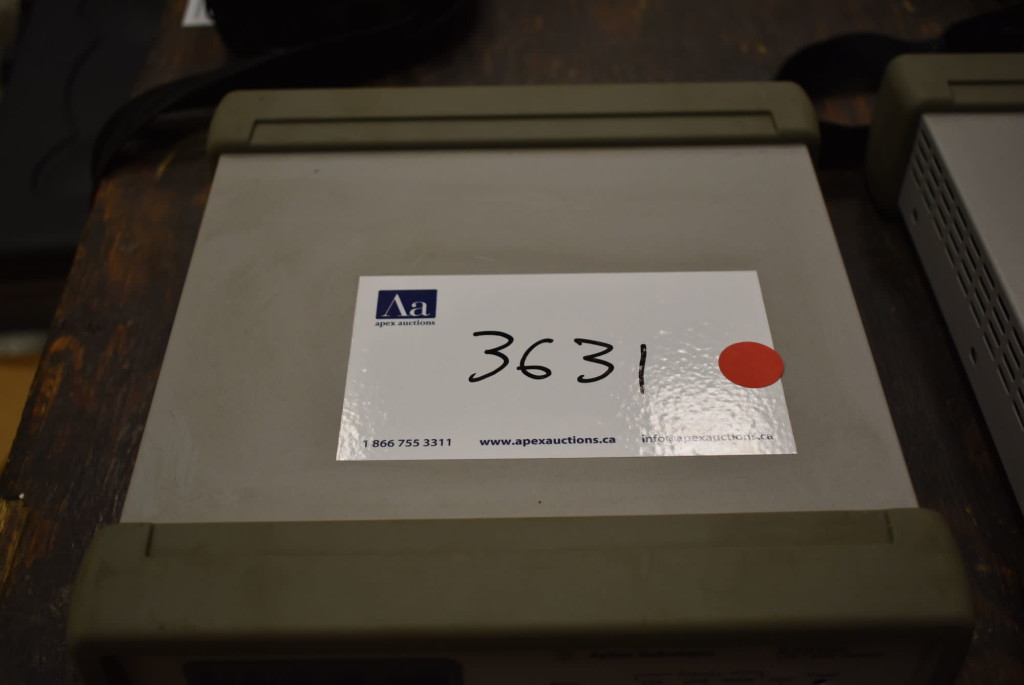 Aa
apex auctions
3631
1 866 755 3311 www.apexauctions.ca info@apexauctions.ca